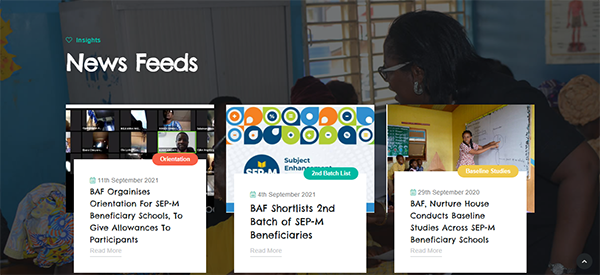 Insights
News Feeds
Orientation
11th September 2021
BAF Orgainises
Orientation For SEP-M
Beneficiary Schools, To
Give Allowances To
Participants
Read More
SEP-M
Subject
Enhancement
2nd Batch List
4th September 2021
BAF Shortlists 2nd
Batch of SEP-M
Beneficiaries
Read More
Baseline Studies
29th September 2020
BAF, Nurture House
Conducts Baseline
Studies Across SEP-M
Beneficiary Schools
Read More